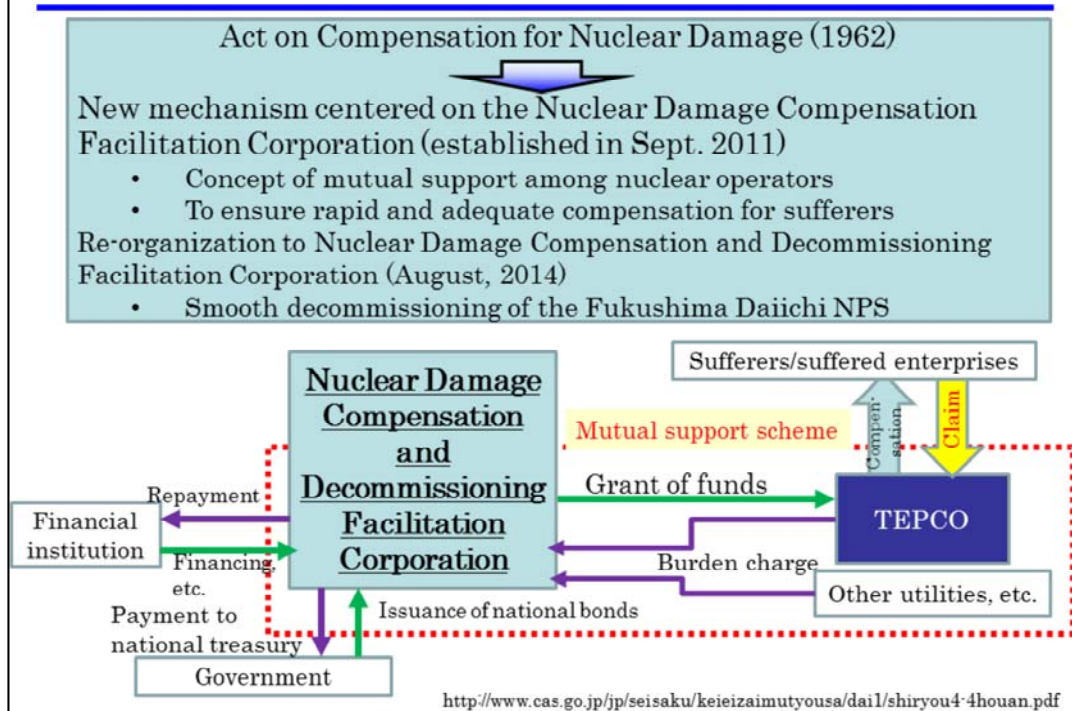 Act on Compensation for Nuclear Damage (1962)
New mechanism centered on the Nuclear Damage Compensation
Facilitation Corporation (established in Sept. 2011)
• Concept of mutual support among nuclear operators
• To ensure rapid and adequate compensation for sufferers
Re-organization to Nuclear Damage Compensation and Decommissioning
Facilitation Corporation (August, 2014)
• Smooth decommissioning of the Fukushima Daiichi NPS
Sufferers/suffered enterprises
Nuclear Damage
Compensation
and
Decommissioning
Facilitation
Corporation
Mutual support scheme
Compen-
sation
Claim
Repayment
Grant of funds
TEPCO
Financial
institution
Financing,
etc.
Burden charge
Other utilities, etc.
Payment to
national treasury
Issuance of national bonds
Government
http://www.cas.go.jp/jp/seisaku/keieizaimutyousa/dai1/shiryou4-4houan.pdf